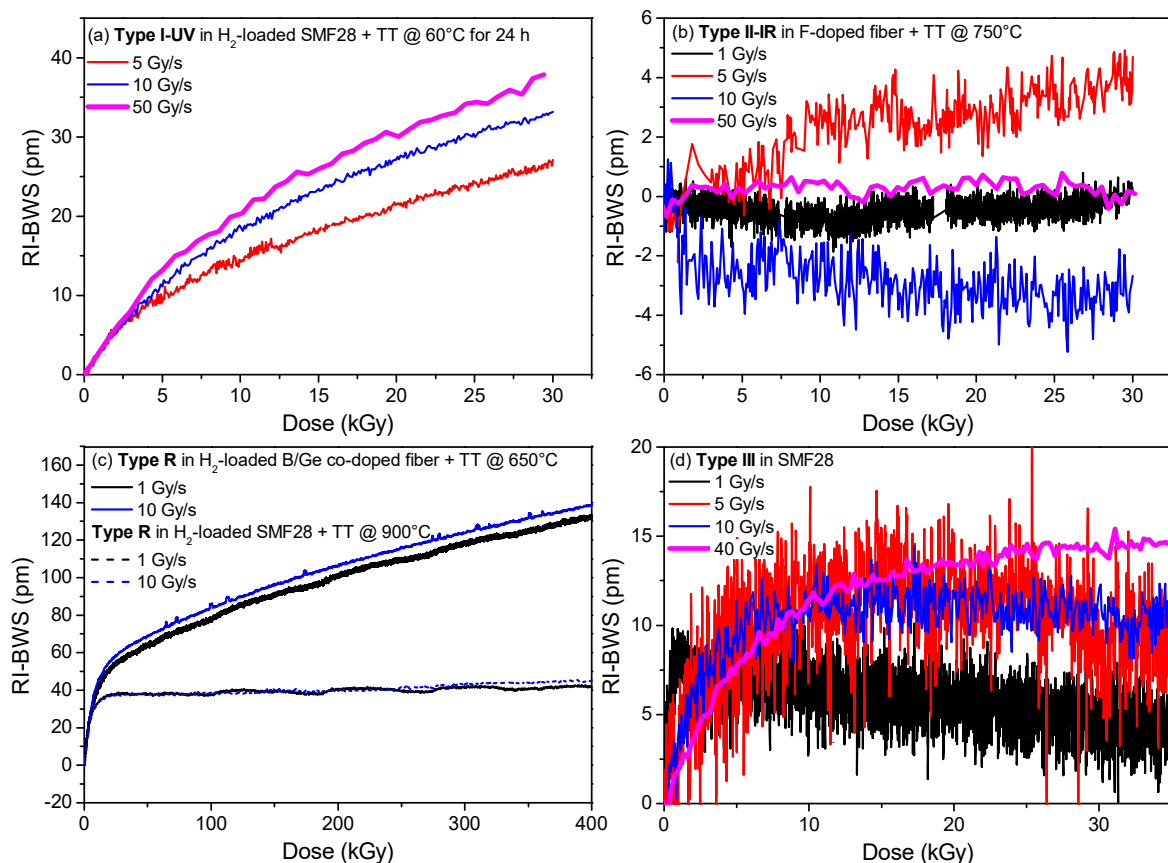 (a) Type I-UV in H₂-loaded SMF28 + TT @ 60°C for 24 h
5 Gy/s
10 Gy/s
50 Gy/s
RI-BWS (pm)
40
30
20
10
0
0 5 10 15 20 25 30
Dose (kGy)
(b) Type II-IR in F-doped fiber + TT @ 750°C
1 Gy/s
5 Gy/s
10 Gy/s
50 Gy/s
RI-BWS (pm)
6
4
2
0
-2
-4
-6
0 5 10 15 20 25 30
Dose (kGy)
(c) Type R in H₂-loaded B/Ge co-doped fiber + TT @ 650°C
1 Gy/s
10 Gy/s
Type R in H₂-loaded SMF28 + TT @ 900°C
1 Gy/s
10 Gy/s
RI-BWS (pm)
160
140
120
100
80
60
40
20
0
-20
0 100 200 300 400
Dose (kGy)
(d) Type III in SMF28
1 Gy/s
5 Gy/s
10 Gy/s
40 Gy/s
RI-BWS (pm)
20
15
10
5
0
0 10 20 30
Dose (kGy)